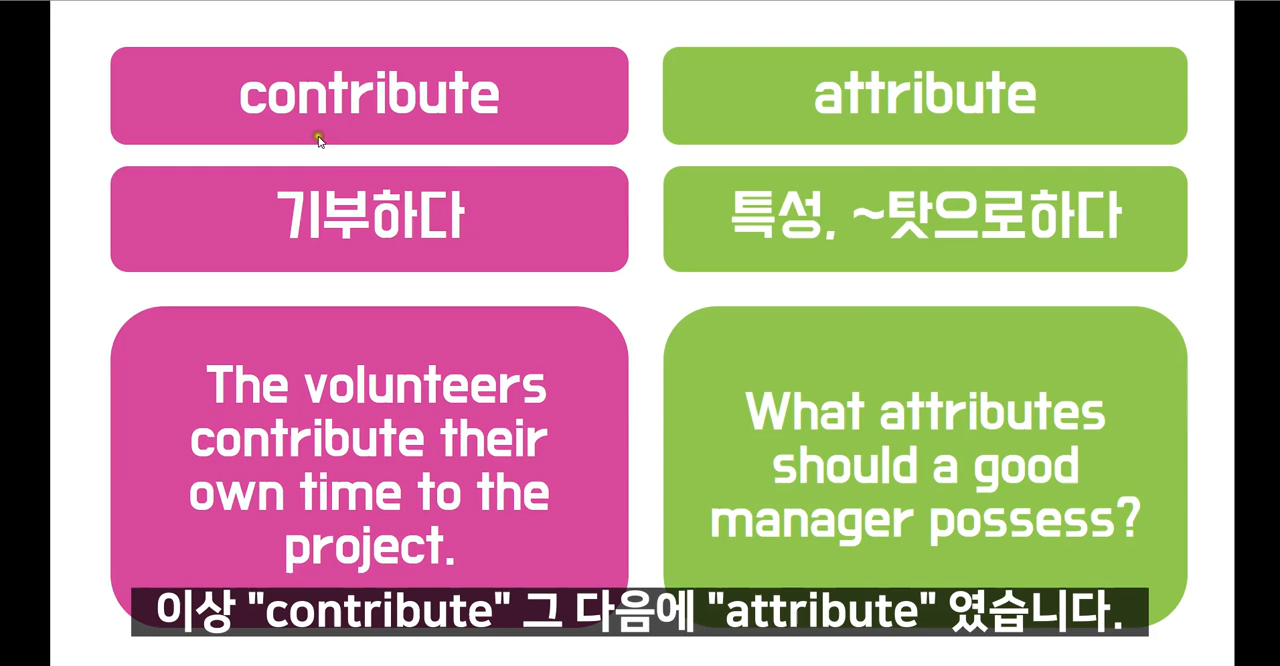 contribute
attribute
기부하다
특성, ~탓으로하다
The volunteers
contribute their
own time to the
project.
What attributes
should a good
manager possess?
이상 "contribute" 그 다음에 "attribute" 였습니다.